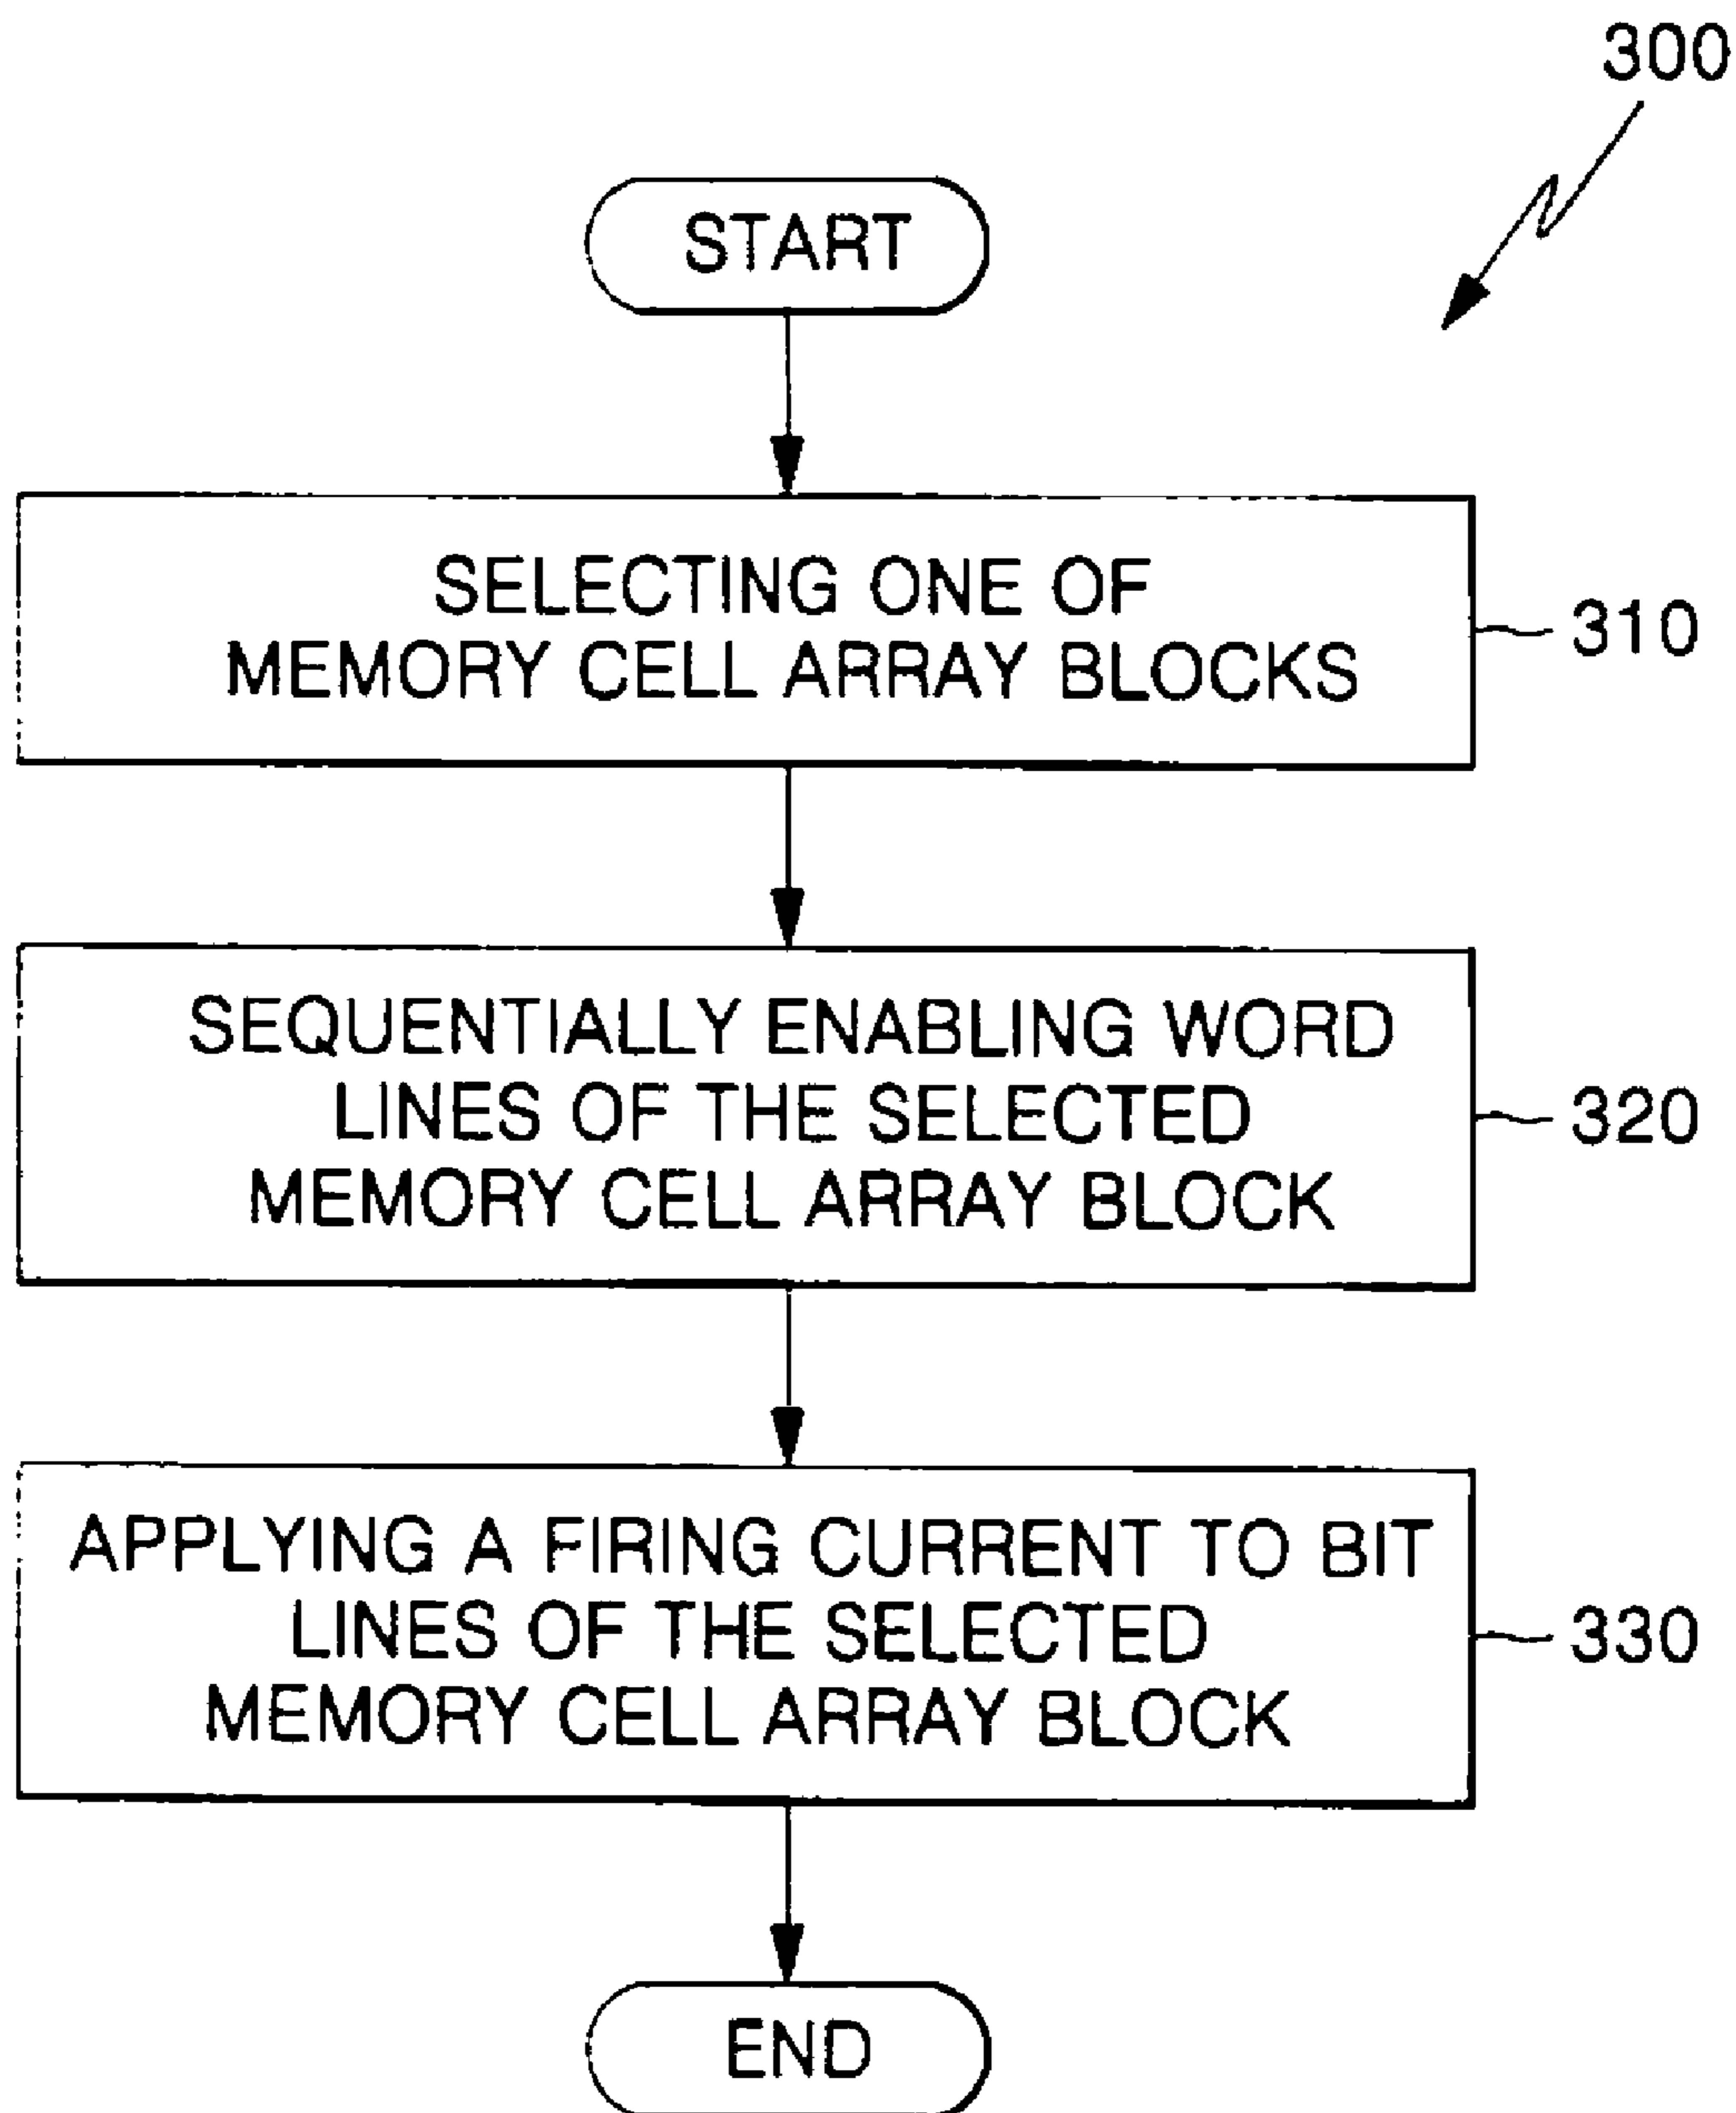 300
START
SELECTING ONE OF
MEMORY CELL ARRAY BLOCKS
310
SEQUENTIALLY ENABLING WORD
LINES OF THE SELECTED
MEMORY CELL ARRAY BLOCK
320
APPLYING A FIRING CURRENT TO BIT
LINES OF THE SELECTED
MEMORY CELL ARRAY BLOCK
330
END